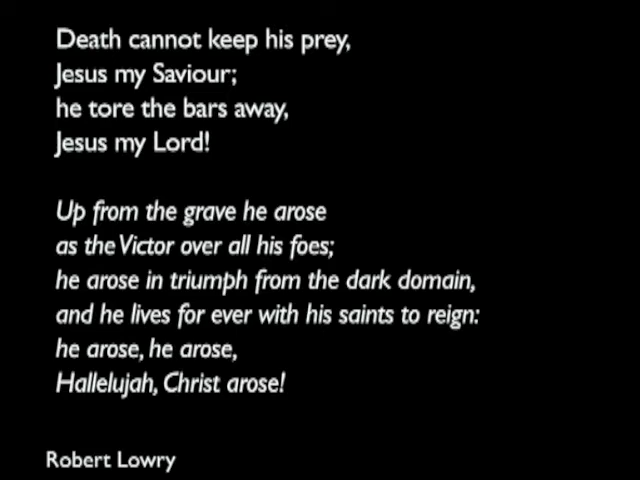 Death cannot keep his prey,
Jesus my Saviour;
he tore the bars away,
Jesus my Lord!
Up from the grave he arose
as the Victor over all his foes;
he arose in triumph from the dark domain,
and he lives for ever with his saints to reign:
he arose, he arose,
Hallelujah, Christ arose!
Robert Lowry